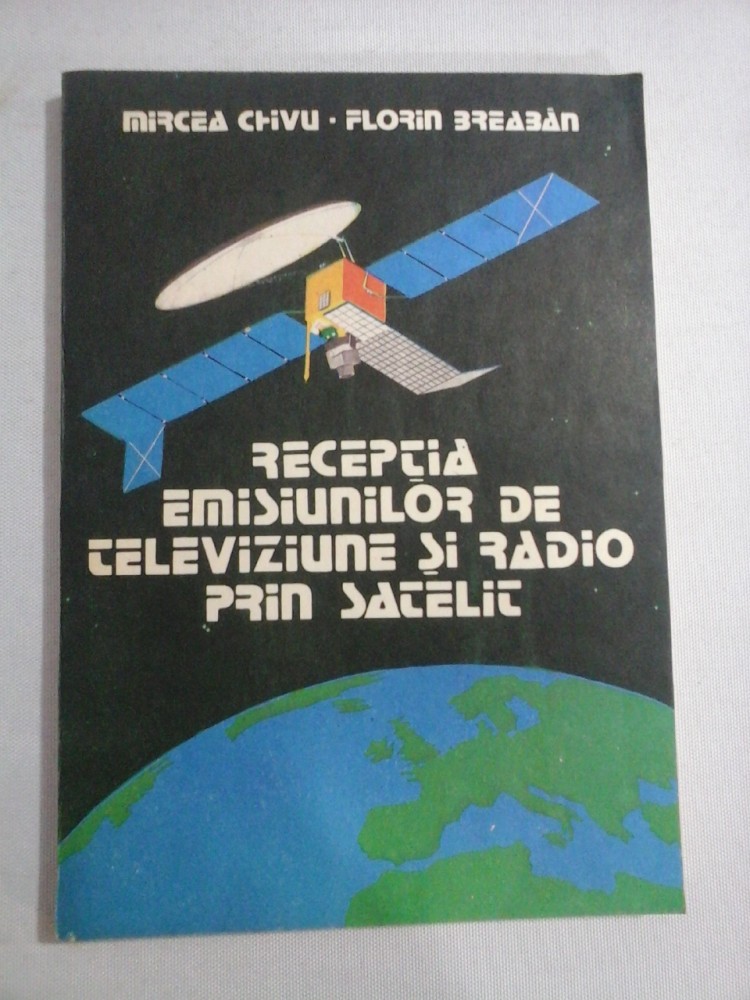 MIRCEA CHIVU • FLORIN BREABĂN
RECEPŢIA
EMISIUNILOR DE
TELEVIZIUNE ŞI RADIO
PRIN SATELIT